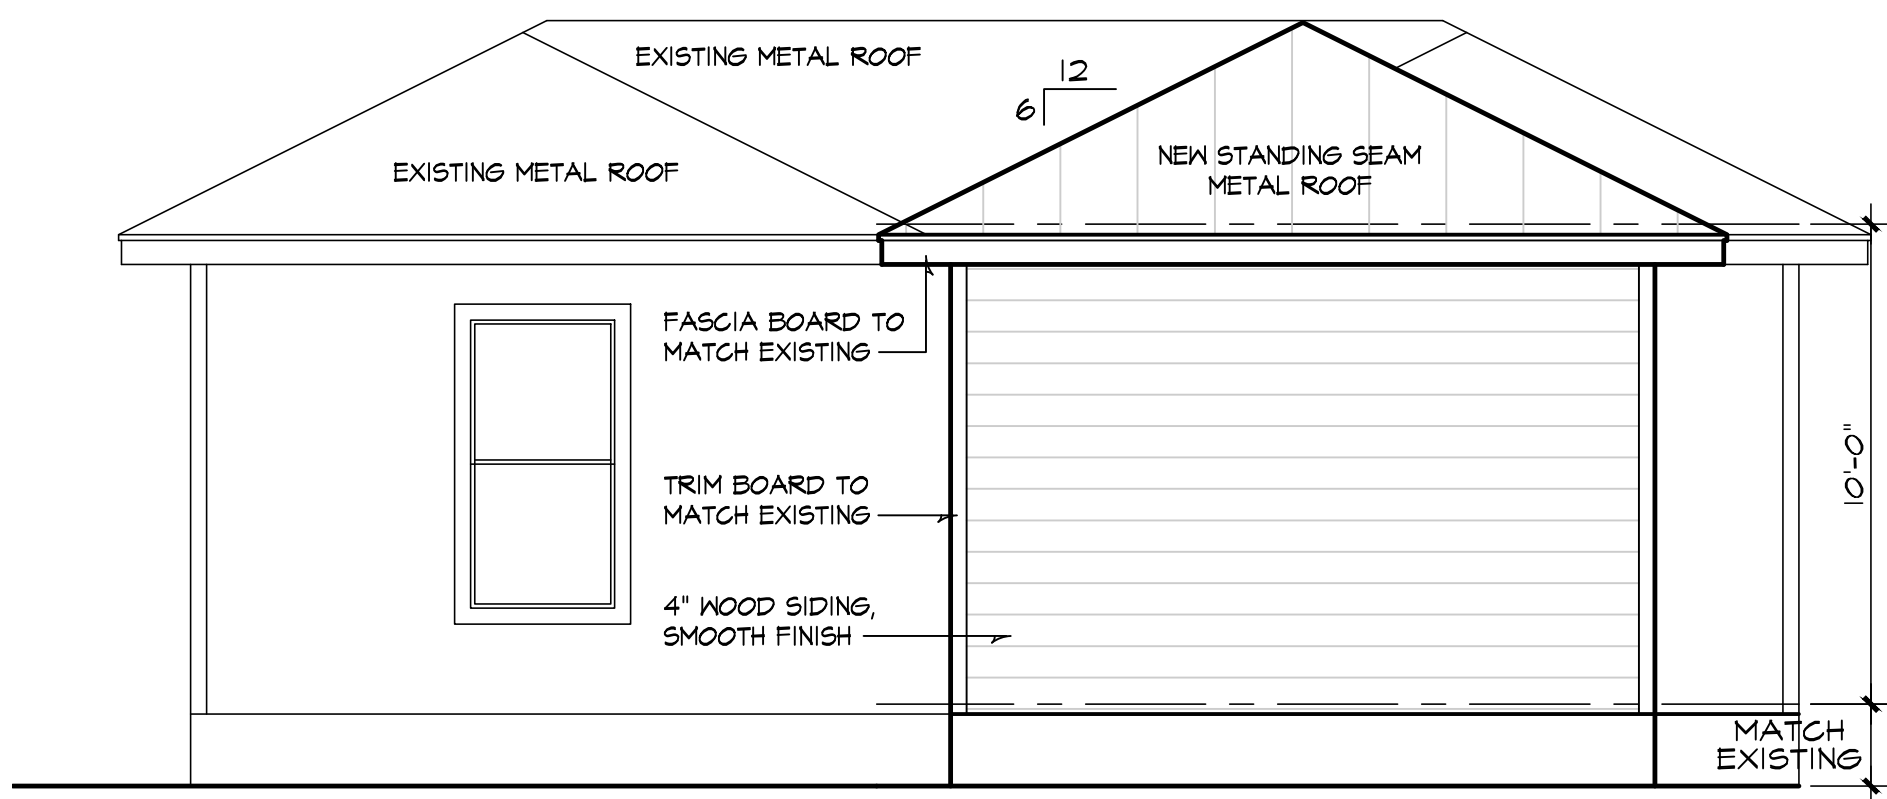 EXISTING METAL ROOF
12
6
EXISTING METAL ROOF
NEW STANDING SEAM
METAL ROOF
FASCIA BOARD TO
MATCH EXISTING
10'-0"
TRIM BOARD TO
MATCH EXISTING
4" WOOD SIDING,
SMOOTH FINISH
MATCH
EXISTING